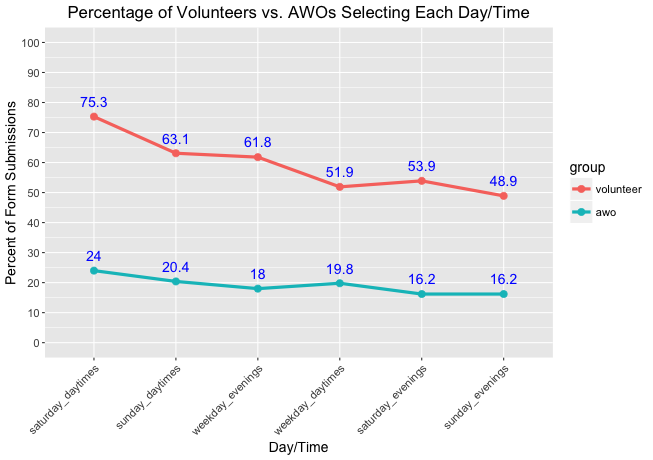 Percentage of Volunteers vs. AWOs Selecting Each Day/Time
Percent of Form Submissions
100
90
80
70
60
50
40
30
20
10
0
75.3
63.1
61.8
51.9
53.9
48.9
24
20.4
18
19.8
16.2
16.2
saturday_daytimes
sunday_daytimes
weekday_evenings
weekday_daytimes
saturday_evenings
sunday_evenings
Day/Time
group
volunteer
awo